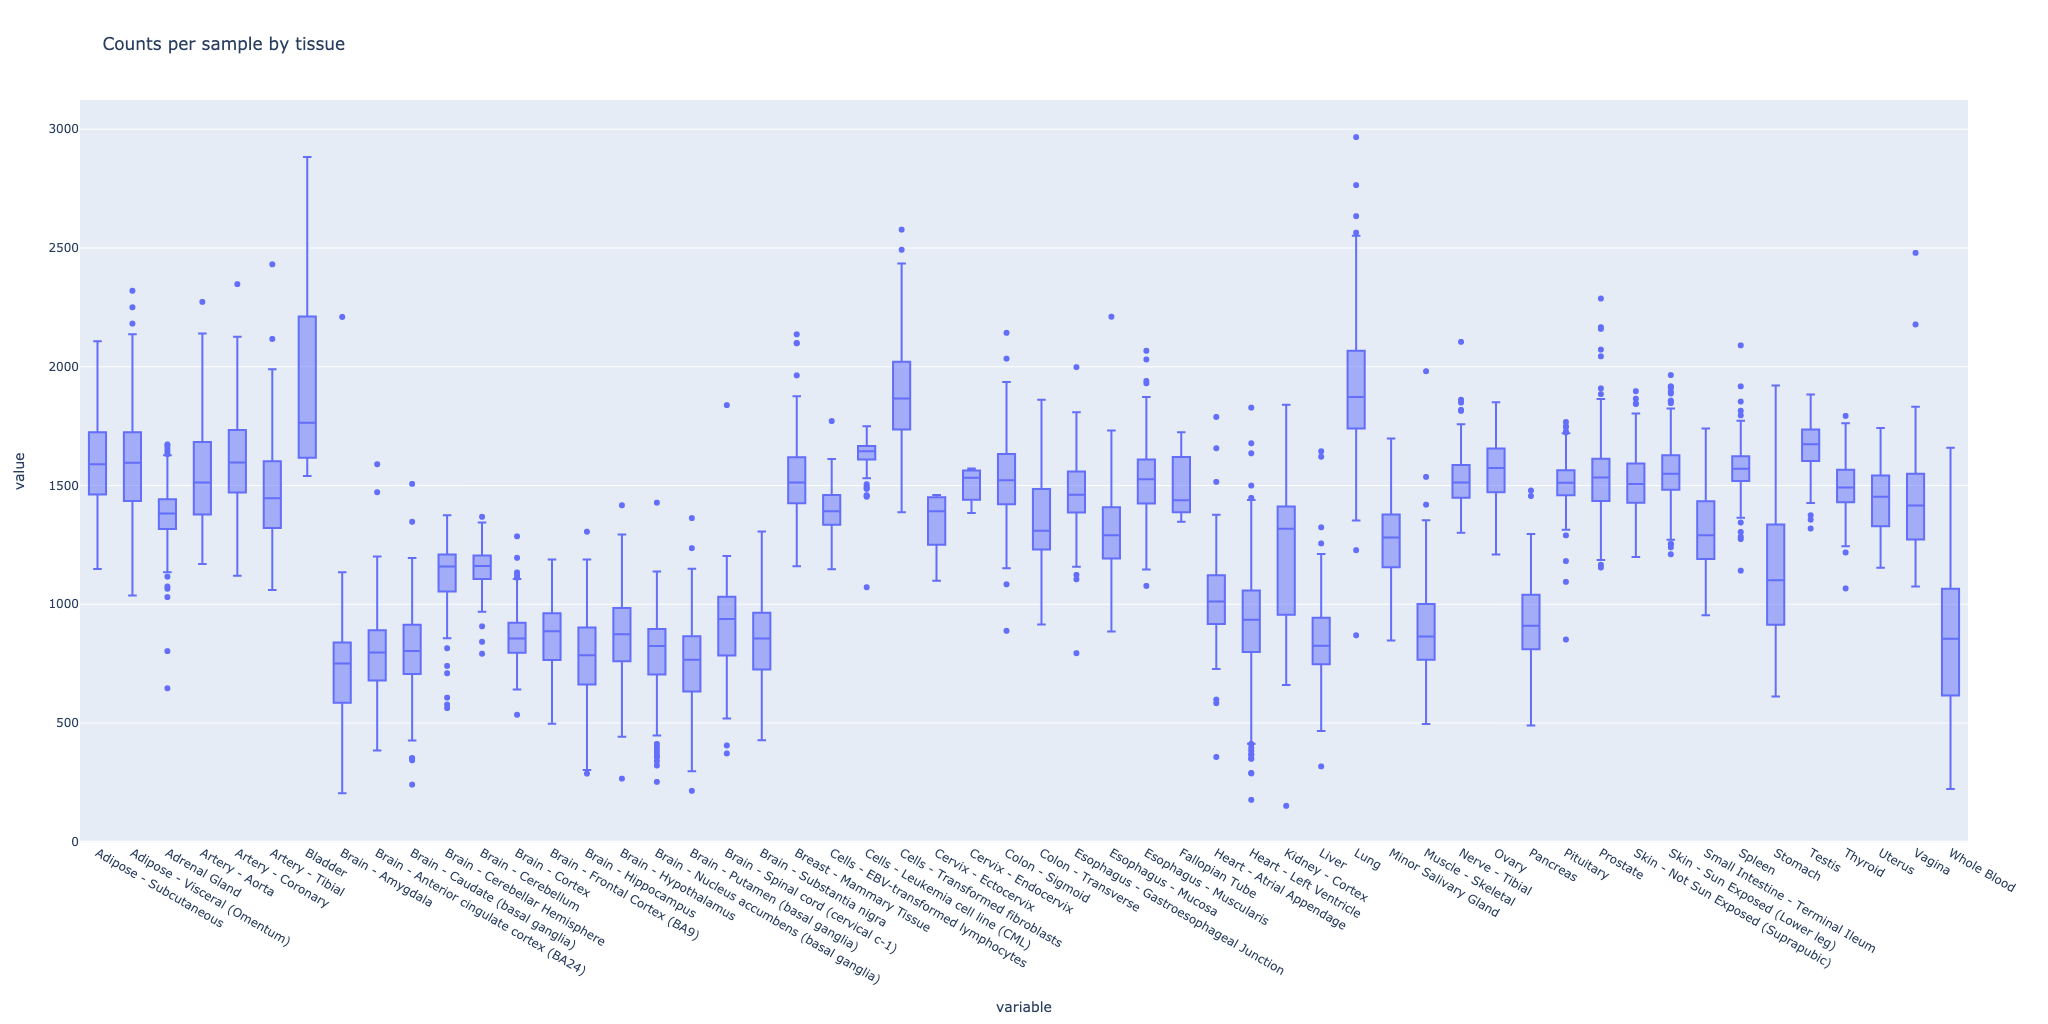 Counts per sample by tissue
value
3000
2500
2000
1500
1000
500
0
Adipose - Subcutaneous
Adipose - Visceral (Omentum)
Adrenal Gland
Artery - Aorta
Artery - Coronary
Artery - Tibial
Bladder
Brain - Amygdala
Brain - Anterior cingulate cortex (BA24)
Brain - Caudate (basal ganglia)
Brain - Cerebellar Hemisphere
Brain - Cerebellum
Brain - Cortex
Brain - Frontal Cortex (BA9)
Brain - Hippocampus
Brain - Hypothalamus
Brain - Nucleus accumbens (basal ganglia)
Brain - Putamen (basal ganglia)
Brain - Spinal cord (cervical c-1)
Brain - Substantia nigra
Breast - Mammary Tissue
Cells - EBV-transformed lymphocytes
Cells - Leukemia cell line (CML)
Cells - Transformed fibroblasts
Cervix - Ectocervix
Cervix - Endocervix
Colon - Sigmoid
Colon - Transverse
Esophagus - Gastroesophageal Junction
Esophagus - Mucosa
Esophagus - Muscularis
Fallopian Tube
Heart - Atrial Appendage
Heart - Left Ventricle
Kidney - Cortex
Liver
Lung
Minor Salivary Gland
Muscle - Skeletal
Nerve - Tibial
Ovary
Pancreas
Pituitary
Prostate
Skin - Not Sun Exposed (Suprapubic)
Skin - Sun Exposed (Lower leg)
Small Intestine - Terminal Ileum
Spleen
Stomach
Testis
Thyroid
Uterus
Vagina
Whole Blood
variable